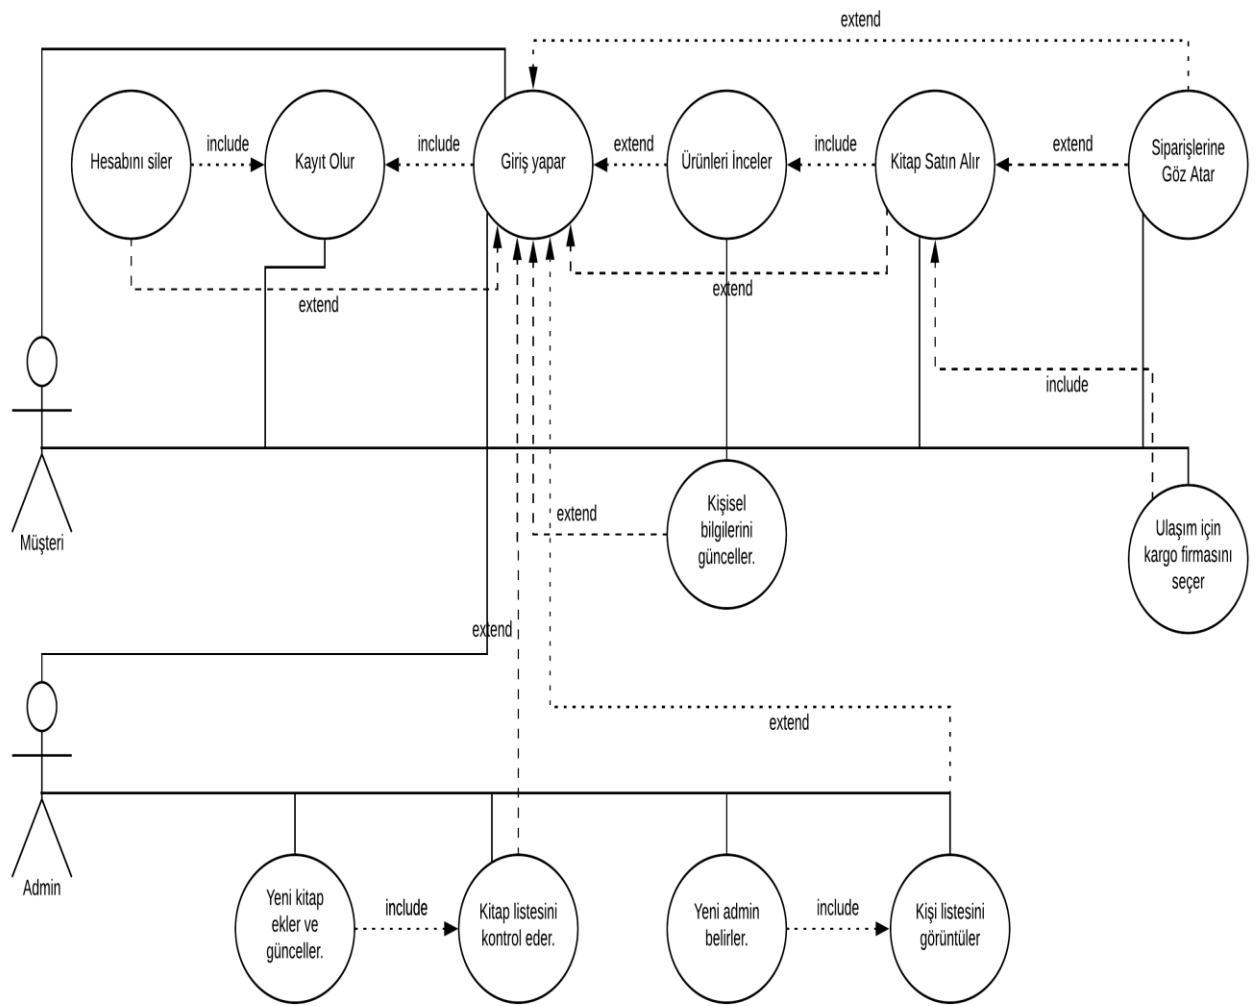 extend
Hesabını siler
include
Kayıt Olur
include
Giriş yapar
extend
Ürünleri İnceler
include
Kitap Satın Alır
extend
Siparişlerine
Göz Atar
extend
extend
include
Müşteri
extend
Kişisel
bilgilerini
günceller.
Ulaşım için
kargo firmasını
seçer
extend
extend
Admin
Yeni kitap
ekler ve
günceller.
include
Kitap listesini
kontrol eder.
Yeni admin
belirler.
include
Kişi listesini
görüntüler